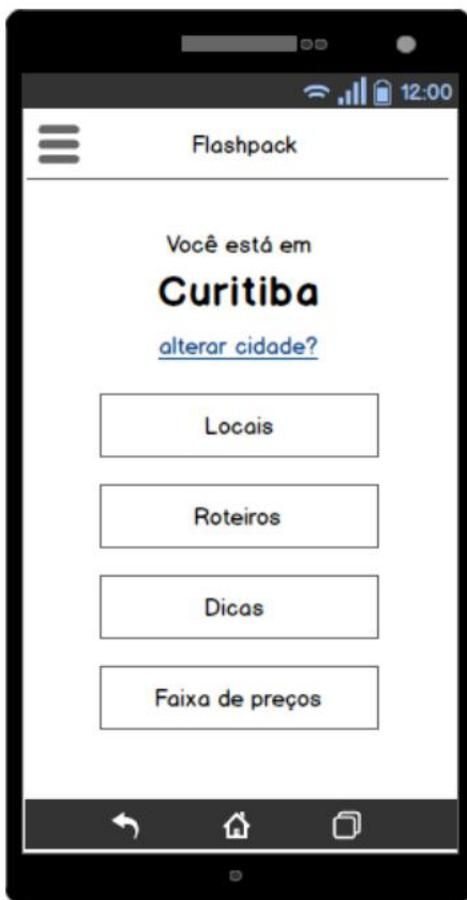 12:00
Flashpack
Você está em
Curitiba
alterar cidade?
Locais
Roteiros
Dicas
Faixa de preços